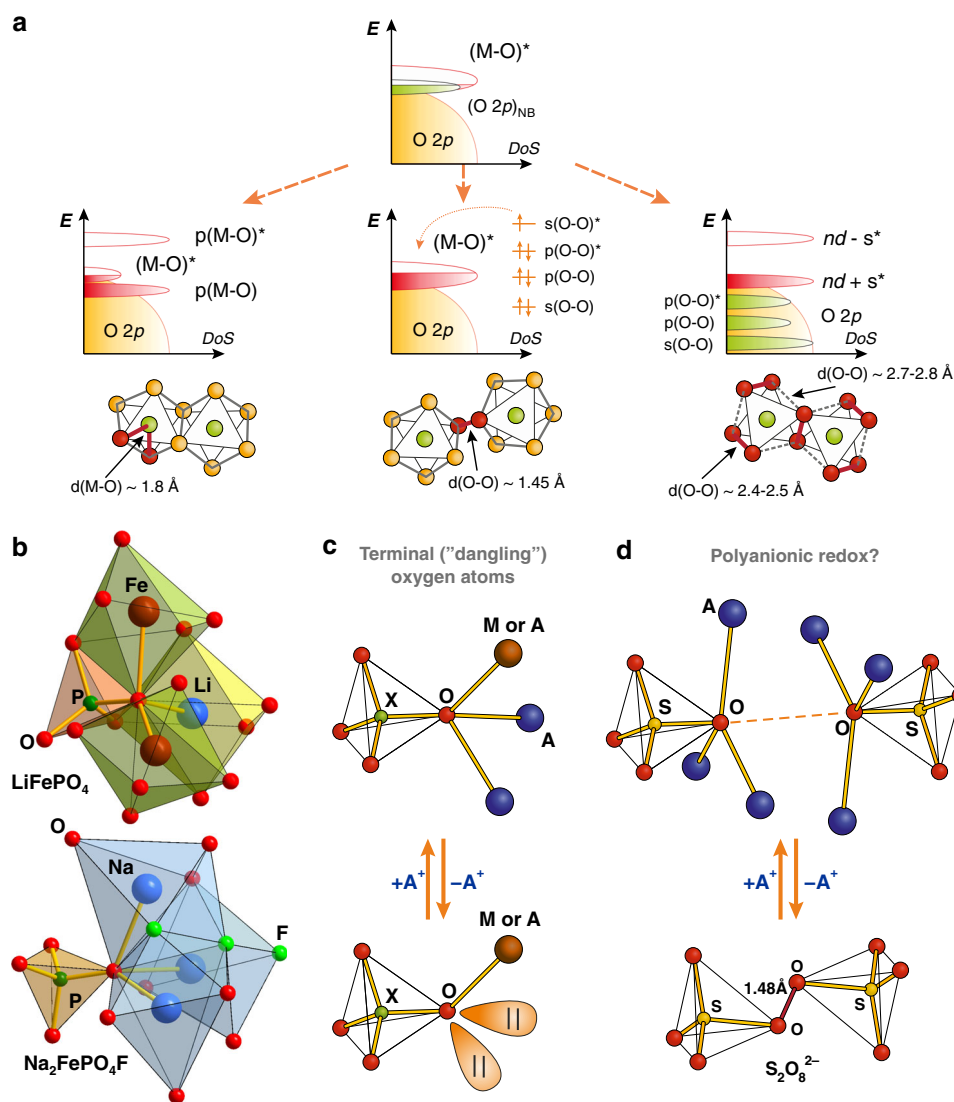 a
E
(M-O)*
(O 2p)NB
O 2p
DoS
E
p(M-O)*
(M-O)*
p(M-O)
O 2p
DoS
d(M-O) ~ 1.8 Å
E
(M-O)*
s(O-O)*
p(O-O)*
p(O-O)
s(O-O)
O 2p
DoS
d(O-O) ~ 1.45 Å
E
nd - s*
nd + s*
p(O-O)*
O 2p
p(O-O)
s(O-O)
DoS
d(O-O) ~ 2.7-2.8 Å
d(O-O) ~ 2.4-2.5 Å
b
Fe
Li
P
O
LiFePO4
O
Na
F
P
Na2FePO4F
c
Terminal ("dangling")
oxygen atoms
M or A
X
O
A
+A+
−A+
M or A
X
O
d
Polyanionic redox?
A
S
O
O
S
+A+
−A+
O
1.48Å
S
S
O
S2O8 2−